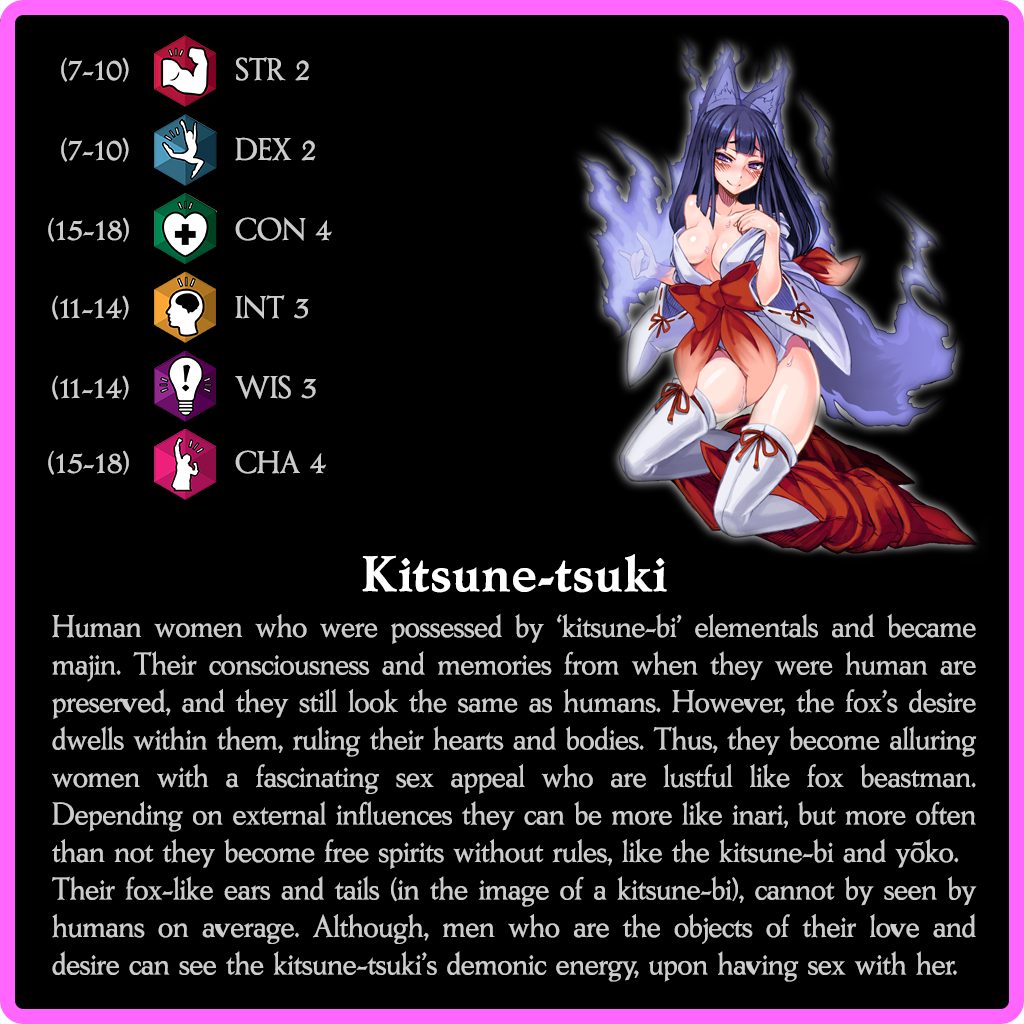 (7-10) STR 2
(7-10) DEX 2
(15-18) CON 4
(11-14) INT 3
(11-14) WIS 3
(15-18) CHA 4
Kitsune-tsuki
Human women who were possessed by ‘kitsune-bi’ elementals and became
majin. Their consciousness and memories from when they were human are
preserved, and they still look the same as humans. However, the fox’s desire
dwells within them, ruling their hearts and bodies. Thus, they become alluring
women with a fascinating sex appeal who are lustful like fox beastman.
Depending on external influences they can be more like inari, but more often
than not they become free spirits without rules, like the kitsune-bi and yōko.
Their fox-like ears and tails (in the image of a kitsune-bi), cannot by seen by
humans on average. Although, men who are the objects of their love and
desire can see the kitsune-tsuki’s demonic energy, upon having sex with her.